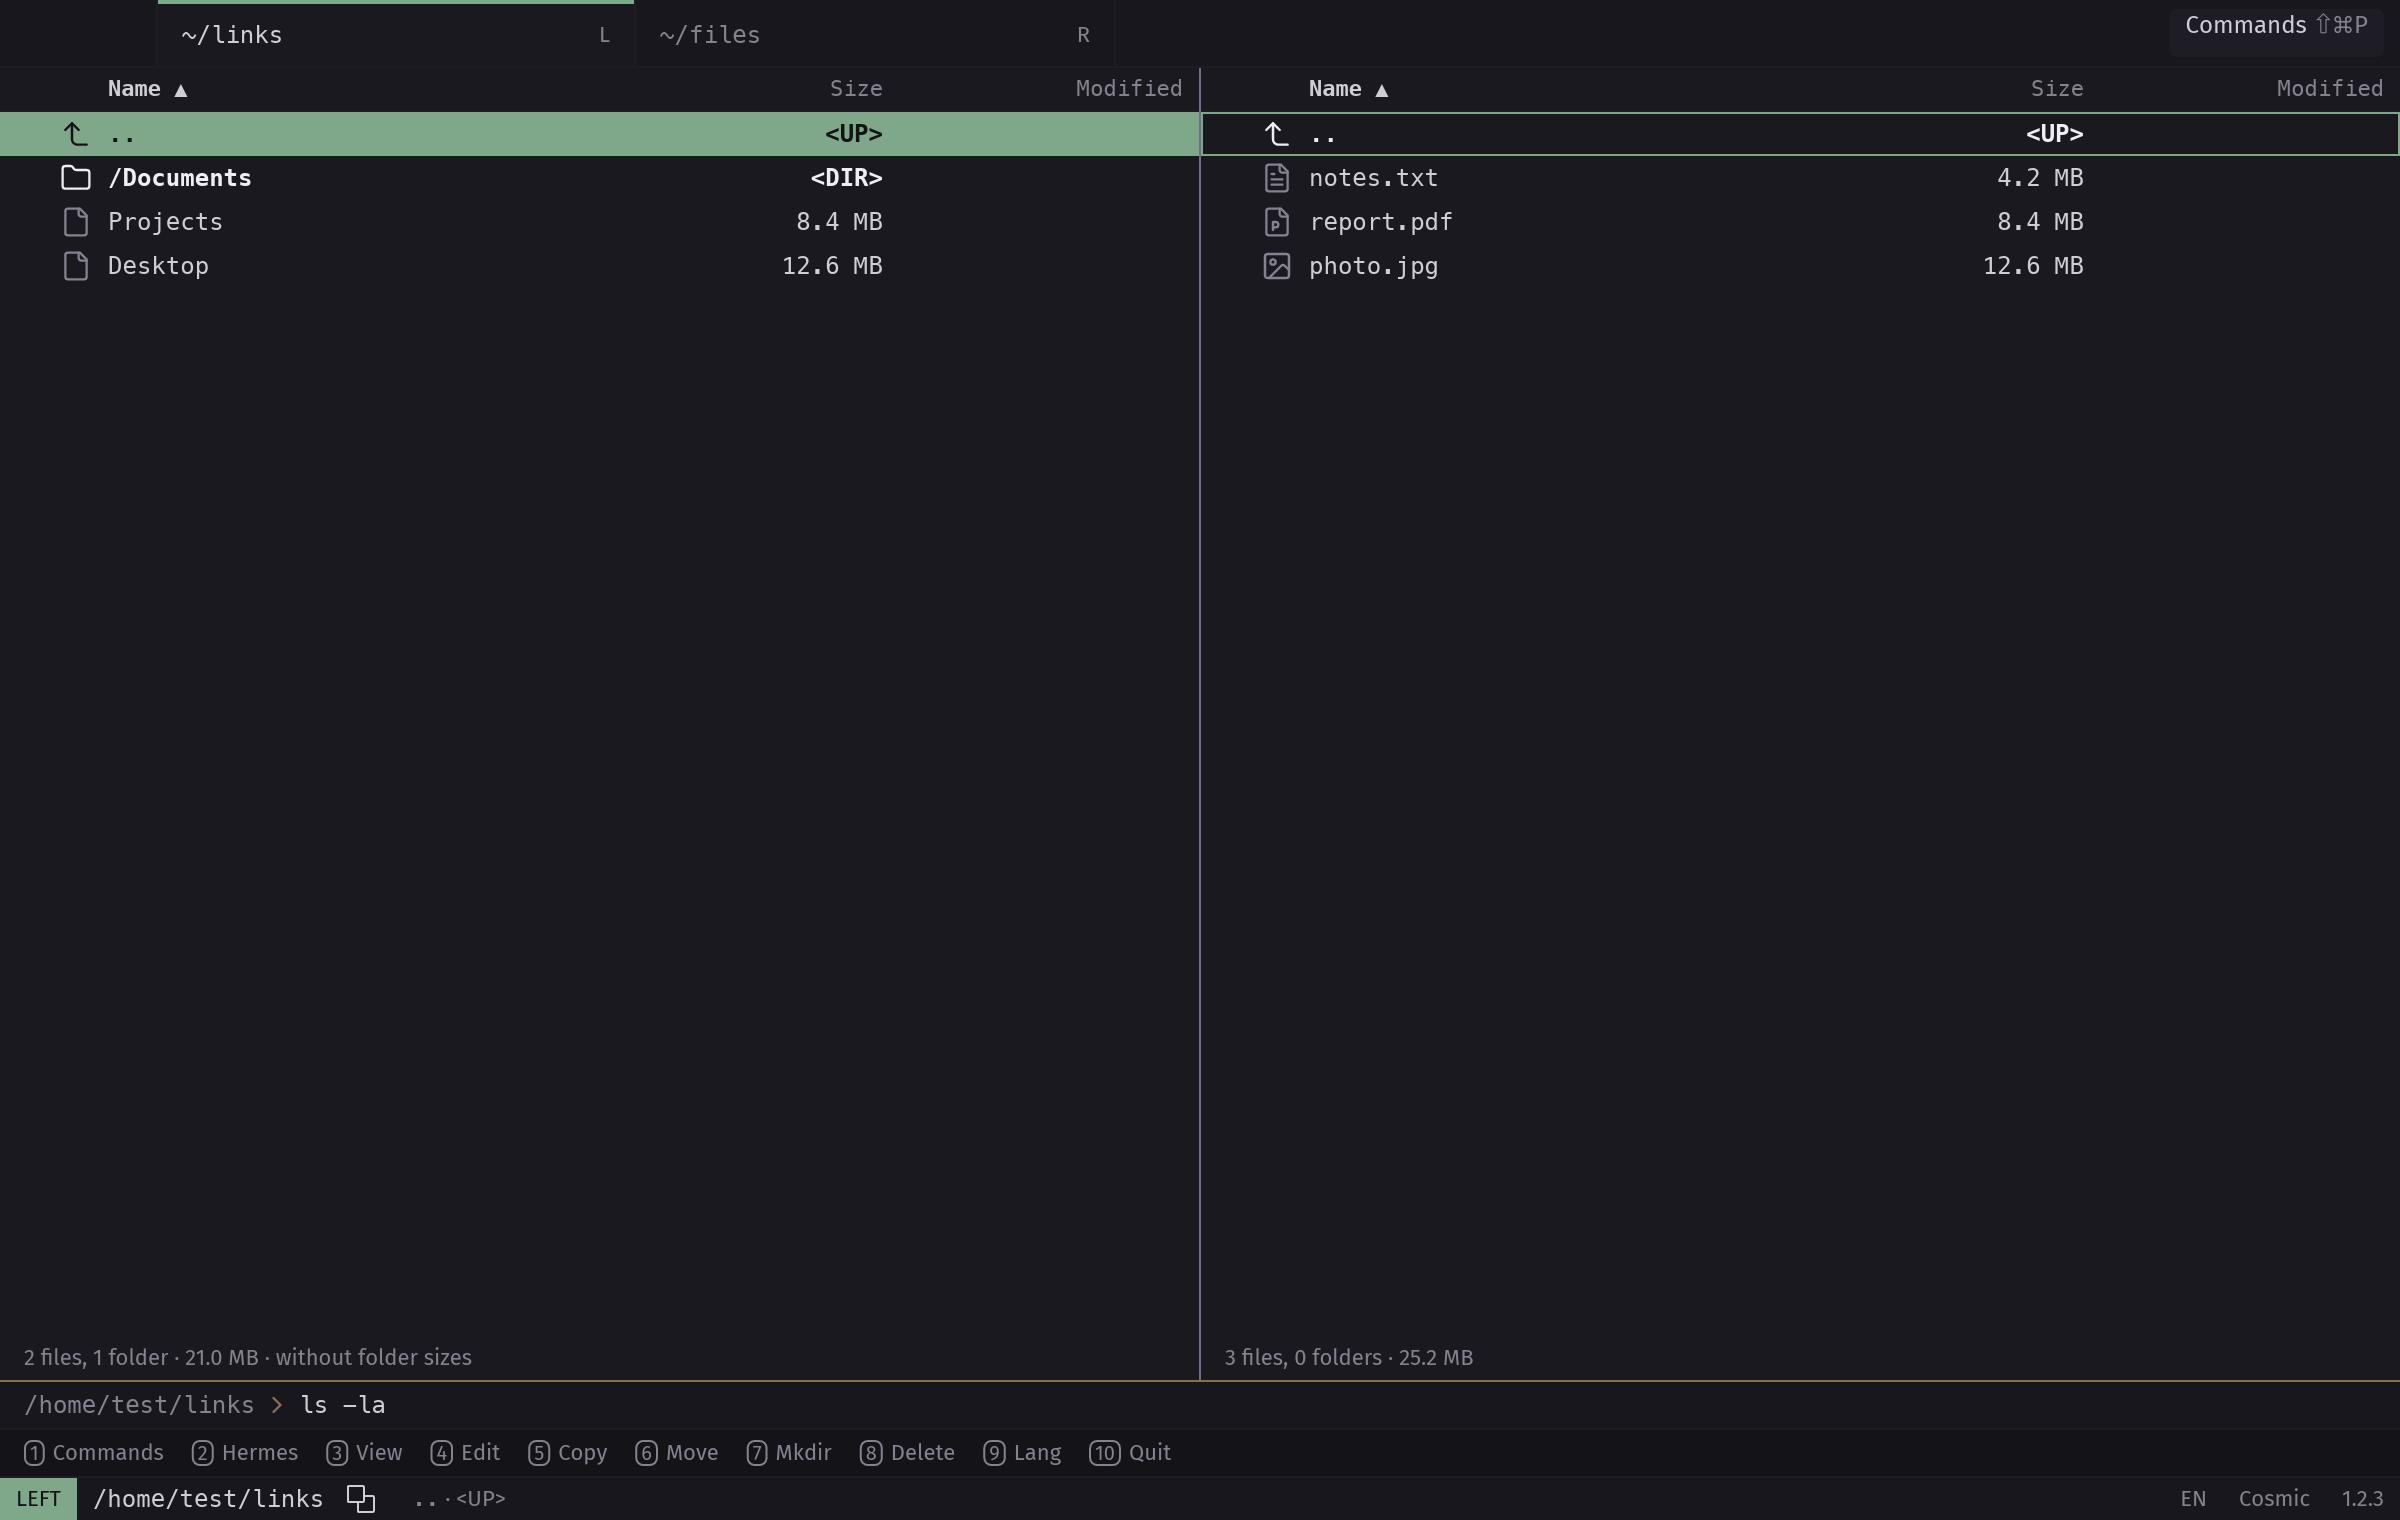 ~/links L ~/files R Commands ⇧⌘P
Name ▲ Size Modified Name ▲ Size Modified
.. <UP> .. <UP>
/Documents <DIR> notes.txt 4.2 MB
Projects 8.4 MB report.pdf 8.4 MB
Desktop 12.6 MB photo.jpg 12.6 MB
2 files, 1 folder · 21.0 MB · without folder sizes 3 files, 0 folders · 25.2 MB
/home/test/links > ls -la
1 Commands 2 Hermes 3 View 4 Edit 5 Copy 6 Move 7 Mkdir 8 Delete 9 Lang 10 Quit
LEFT /home/test/links .. · <UP> EN Cosmic 1.2.3